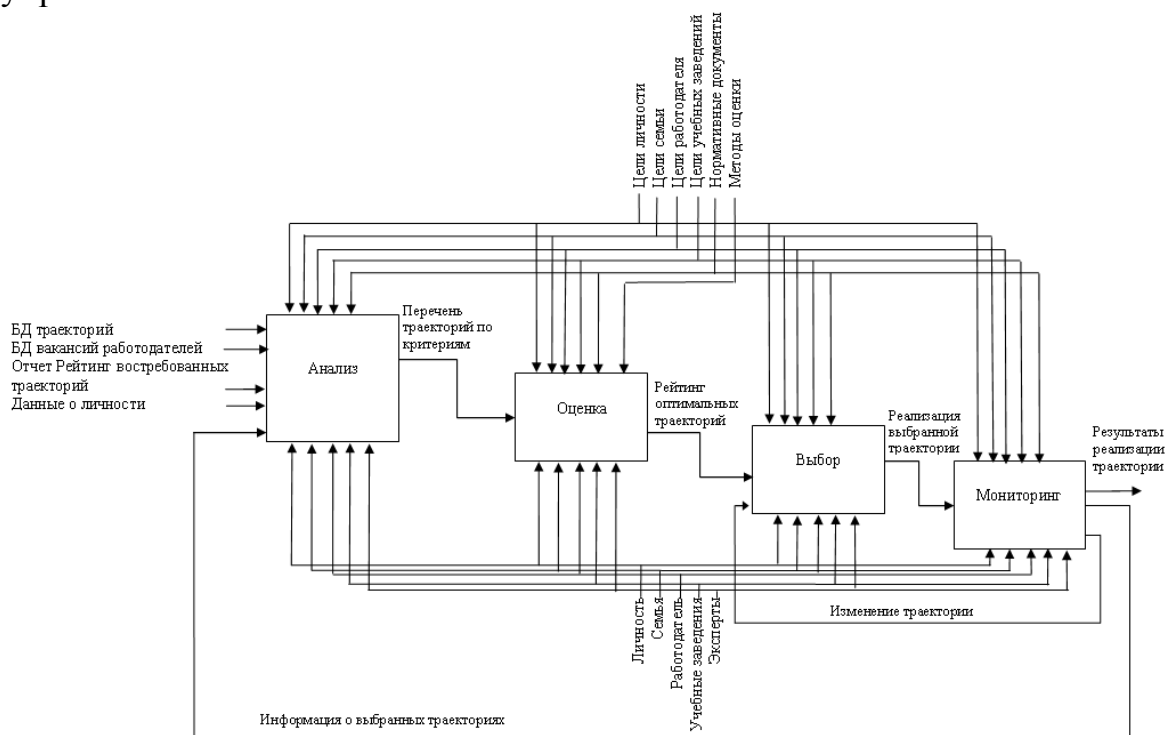 Цели личности
Цели семьи
Цели работодателя
Цели учебных заведений
Нормативные документы
Методы оценки
БД траекторий
БД вакансий работодателей
Отчет Рейтинг востребованных
траекторий
Данные о личности
Анализ
Перечень
траекторий по
критериям
Оценка
Рейтинг
оптимальных
траекторий
Выбор
Реализация
выбранной
траектории
Мониторинг
Результаты
реализации
траектории
Личность
Семья
Работодатель
Учебные заведения
Эксперты
Изменение траектории
Информация о выбранных траекториях